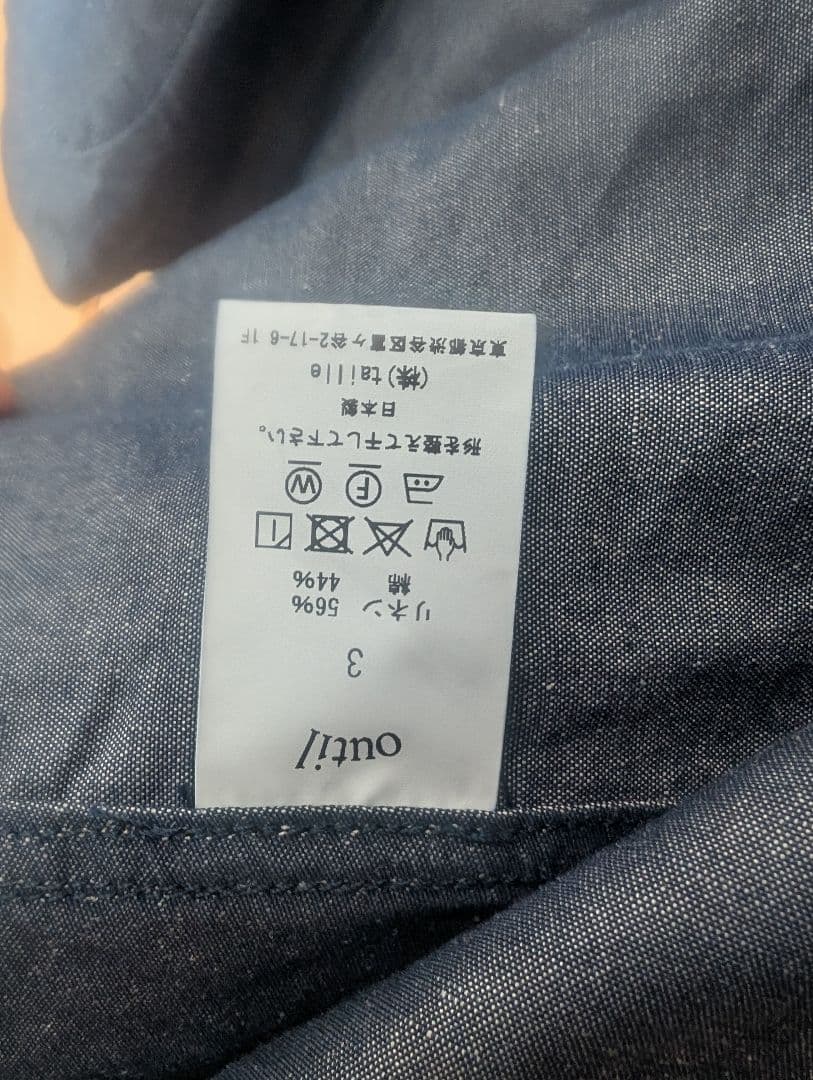 outil
3
リネン 56%
綿 44%
F W
形を整えて干して下さい。
日本製
(株)taille
東京都渋谷区富ヶ谷2-17-6 1F